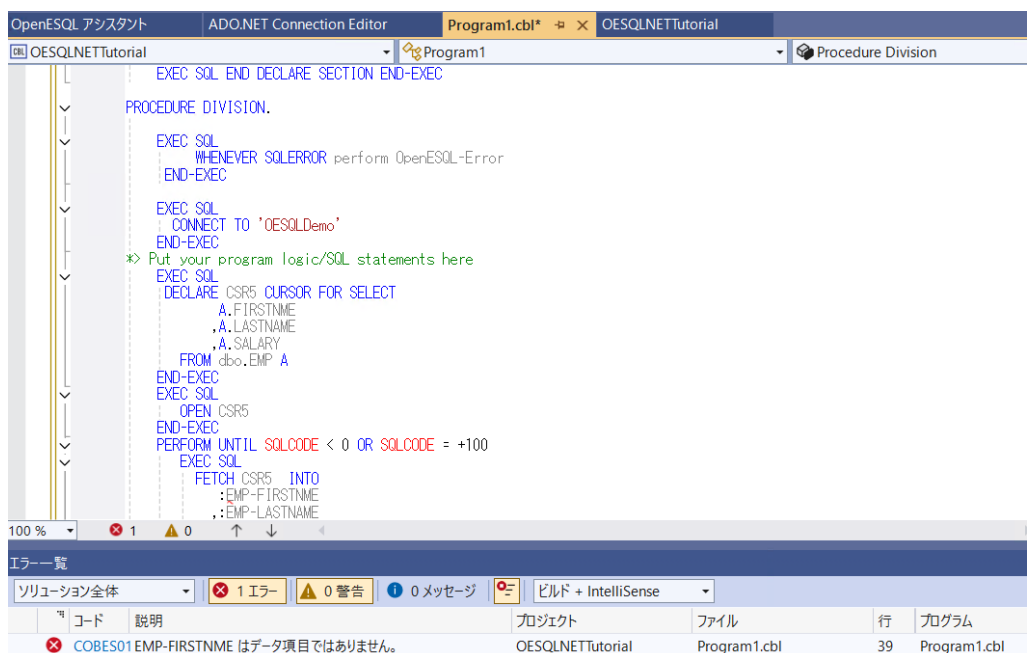 OpenESQL アシスタント ADO.NET Connection Editor Program1.cbl* OESQLNETTutorial
CBL OESQLNETTutorial Program1 Procedure Division
EXEC SQL END DECLARE SECTION END-EXEC
PROCEDURE DIVISION.
EXEC SQL
WHENEVER SQLERROR perform OpenESQL-Error
END-EXEC
EXEC SQL
CONNECT TO 'OESQLDemo'
END-EXEC
*> Put your program logic/SQL statements here
EXEC SQL
DECLARE CSR5 CURSOR FOR SELECT
A.FIRSTNME
,A.LASTNAME
,A.SALARY
FROM dbo.EMP A
END-EXEC
EXEC SQL
OPEN CSR5
END-EXEC
PERFORM UNTIL SQLCODE < 0 OR SQLCODE = +100
EXEC SQL
FETCH CSR5 INTO
:EMP-FIRSTNME
,:EMP-LASTNAME
100 % 1 0
エラー一覧
ソリューション全体 1 エラー 0 警告 0 メッセージ ビルド + IntelliSense
コード 説明 プロジェクト ファイル 行 プログラム
COBES01 EMP-FIRSTNME はデータ項目ではありません。 OESQLNETTutorial Program1.cbl 39 Program1.cbl